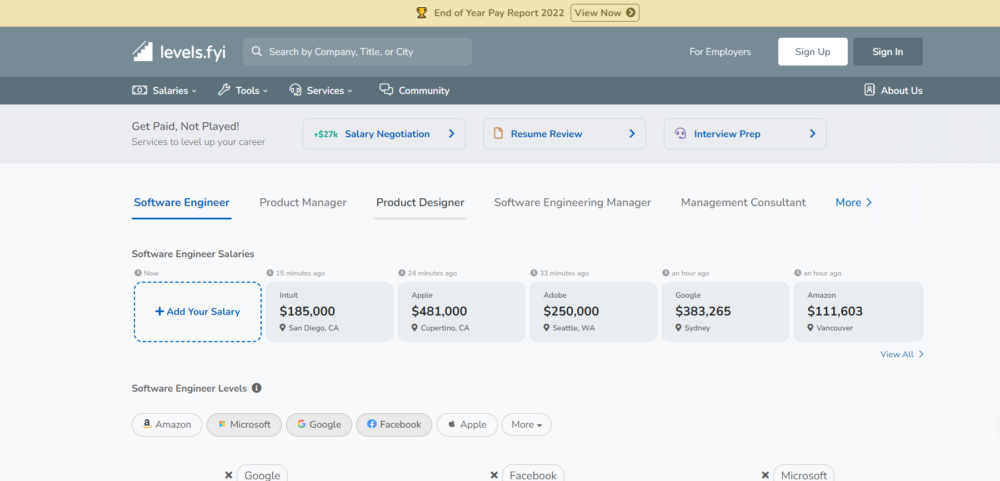 End of Year Pay Report 2022 View Now
levels.fyi Search by Company, Title, or City For Employers Sign Up Sign In
Salaries Tools Services Community About Us
Get Paid, Not Played!
Services to level up your career
+$27k Salary Negotiation Resume Review Interview Prep
Software Engineer Product Manager Product Designer Software Engineering Manager Management Consultant More
Software Engineer Salaries
Now 15 minutes ago 24 minutes ago 33 minutes ago an hour ago an hour ago
Intuit Apple Adobe Google Amazon
+ Add Your Salary $185,000 $481,000 $250,000 $383,265 $111,603
San Diego, CA Cupertino, CA Seattle, WA Sydney Vancouver
View All
Software Engineer Levels
Amazon Microsoft Google Facebook Apple More
Google Facebook Microsoft